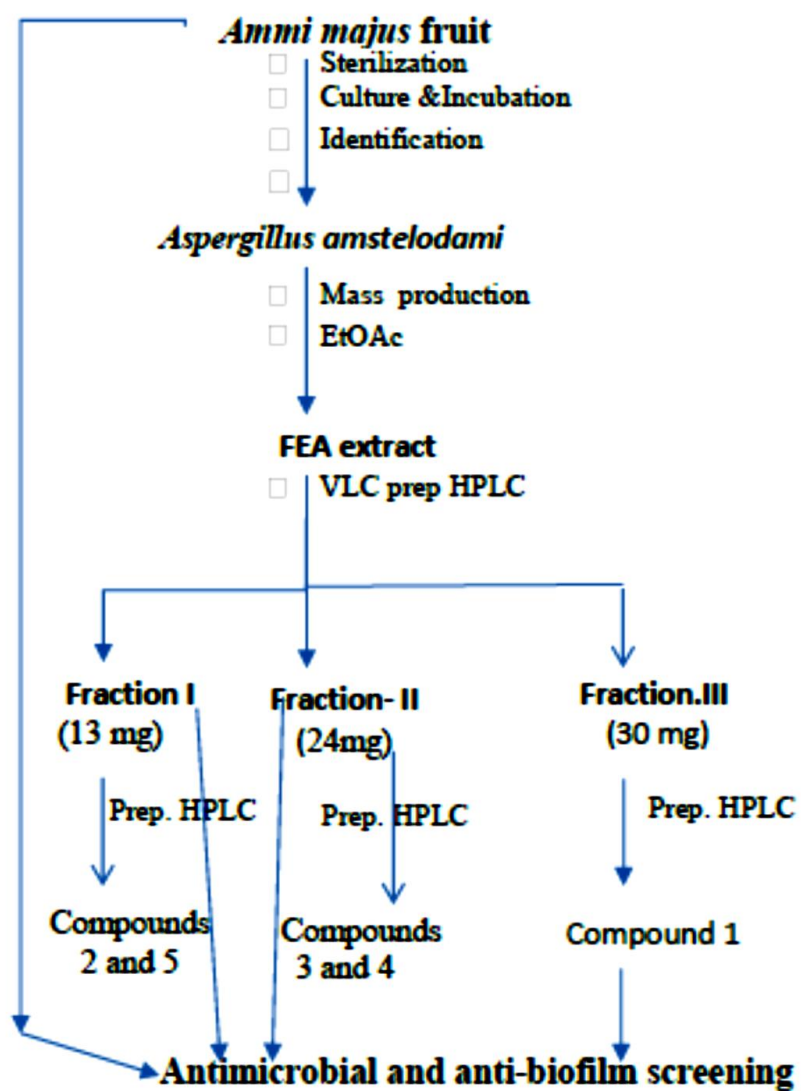 Ammi majus fruit
Sterilization
Culture &Incubation
Identification
Aspergillus amstelodami
Mass production
EtOAc
FEA extract
VLC prep HPLC
Fraction I
(13 mg)
Fraction- II
(24mg)
Fraction.III
(30 mg)
Prep. HPLC
Prep. HPLC
Prep. HPLC
Compounds
2 and 5
Compounds
3 and 4
Compound 1
Antimicrobial and anti-biofilm screening